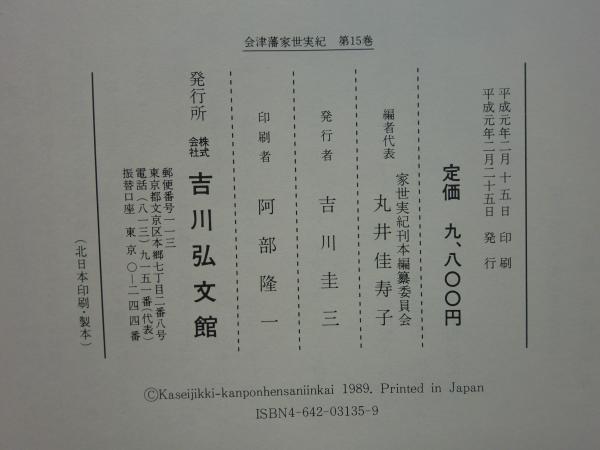 会津藩家世実紀　第15巻
平成元年二月　十五日　印刷
平成元年二月二十五日　発行
定価　九、八〇〇円
編者代表　家世実紀刊本編纂委員会
丸井佳寿子
発行者　吉川圭三
印刷者　阿部隆一
発行所　株式会社　吉川弘文館
郵便番号一一三
東京都文京区本郷七丁目二番八号
電話(八一三)九一五一番(代表)
振替口座　東京〇―二四四番
(北日本印刷・製本)
©Kaseijikki-kanponhensaniinkai 1989. Printed in Japan
ISBN4-642-03135-9